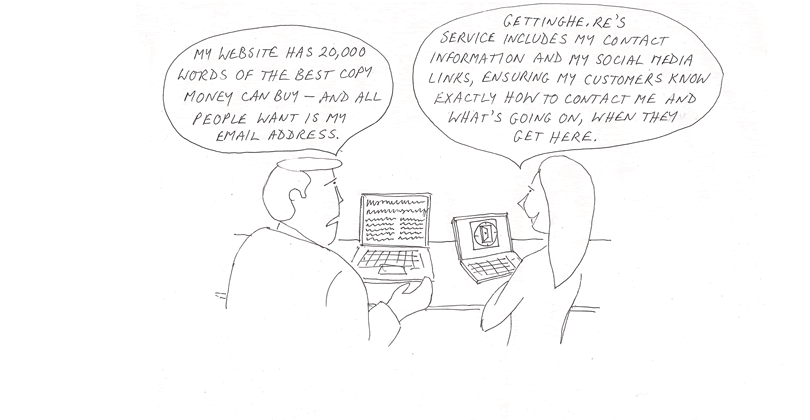 MY WEBSITE HAS 20,000
WORDS OF THE BEST COPY
MONEY CAN BUY – AND ALL
PEOPLE WANT IS MY
EMAIL ADDRESS.
GETTINGHE.RE'S
SERVICE INCLUDES MY CONTACT
INFORMATION AND MY SOCIAL MEDIA
LINKS, ENSURING MY CUSTOMERS KNOW
EXACTLY HOW TO CONTACT ME AND
WHAT'S GOING ON, WHEN THEY
GET HERE.